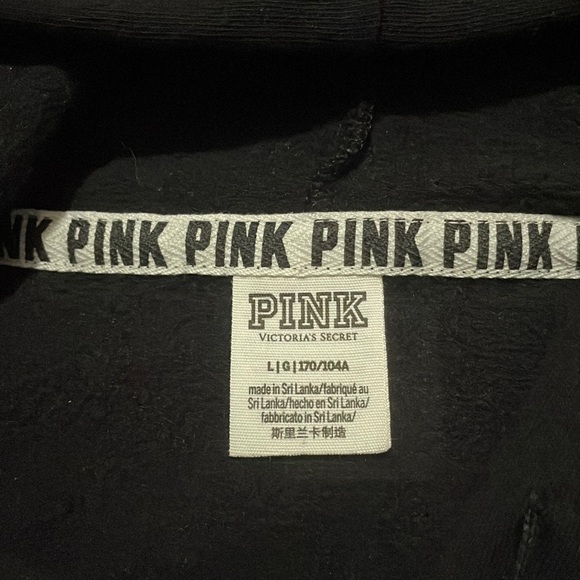 NK PINK PINK PINK PINK
PINK
VICTORIA'S SECRET
L|G|170/104A
made in Sri Lanka/fabriqué au
Sri Lanka/hecho en Sri Lanka/
fabbricato in Sri Lanka/
斯里兰卡制造